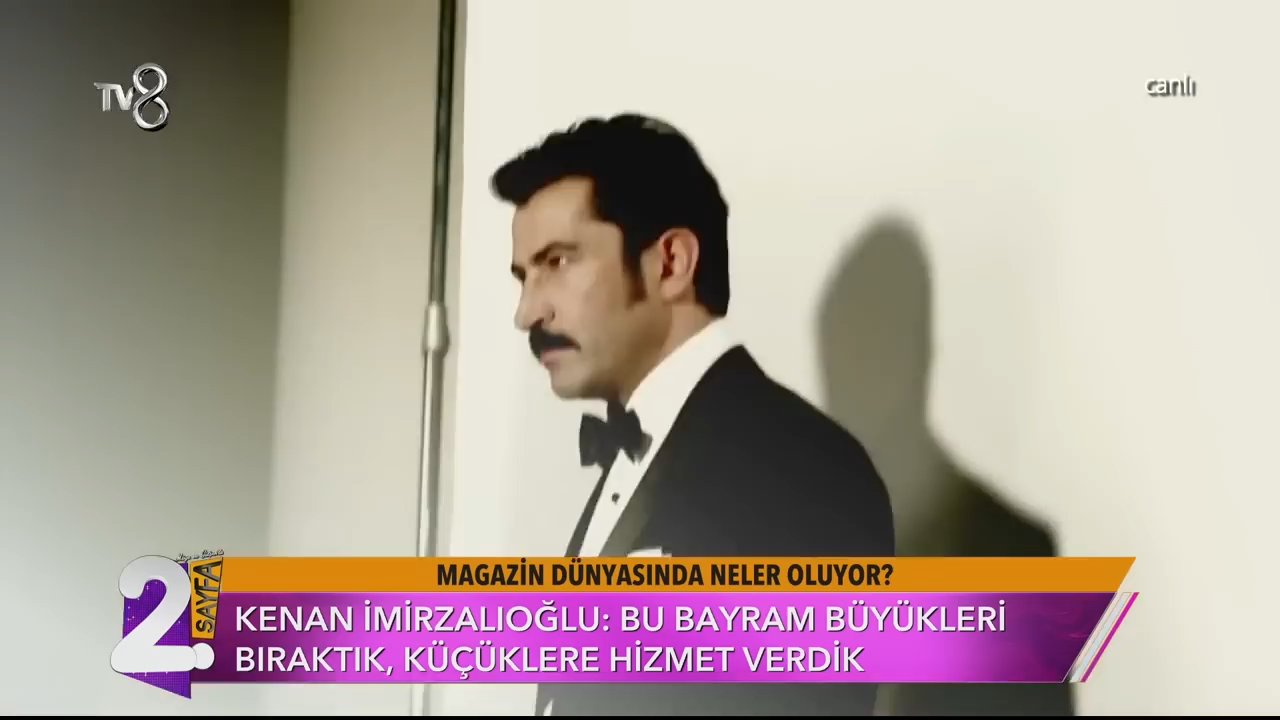 TV8
canlı
MAGAZİN DÜNYASINDA NELER OLUYOR?
2. SAYFA
KENAN İMİRZALIOĞLU: BU BAYRAM BÜYÜKLERİ
BIRAKTIK, KÜÇÜKLERE HİZMET VERDİK